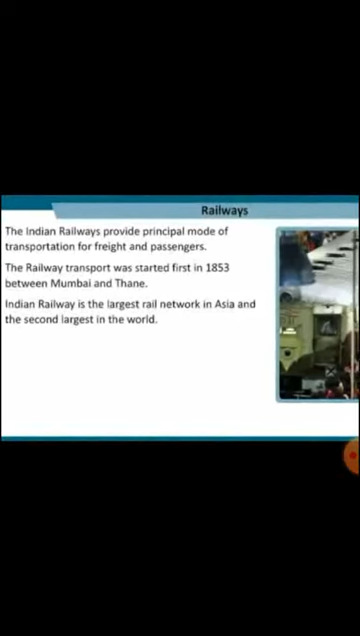 Railways
The Indian Railways provide principal mode of
transportation for freight and passengers.
The Railway transport was started first in 1853
between Mumbai and Thane.
Indian Railway is the largest rail network in Asia and
the second largest in the world.